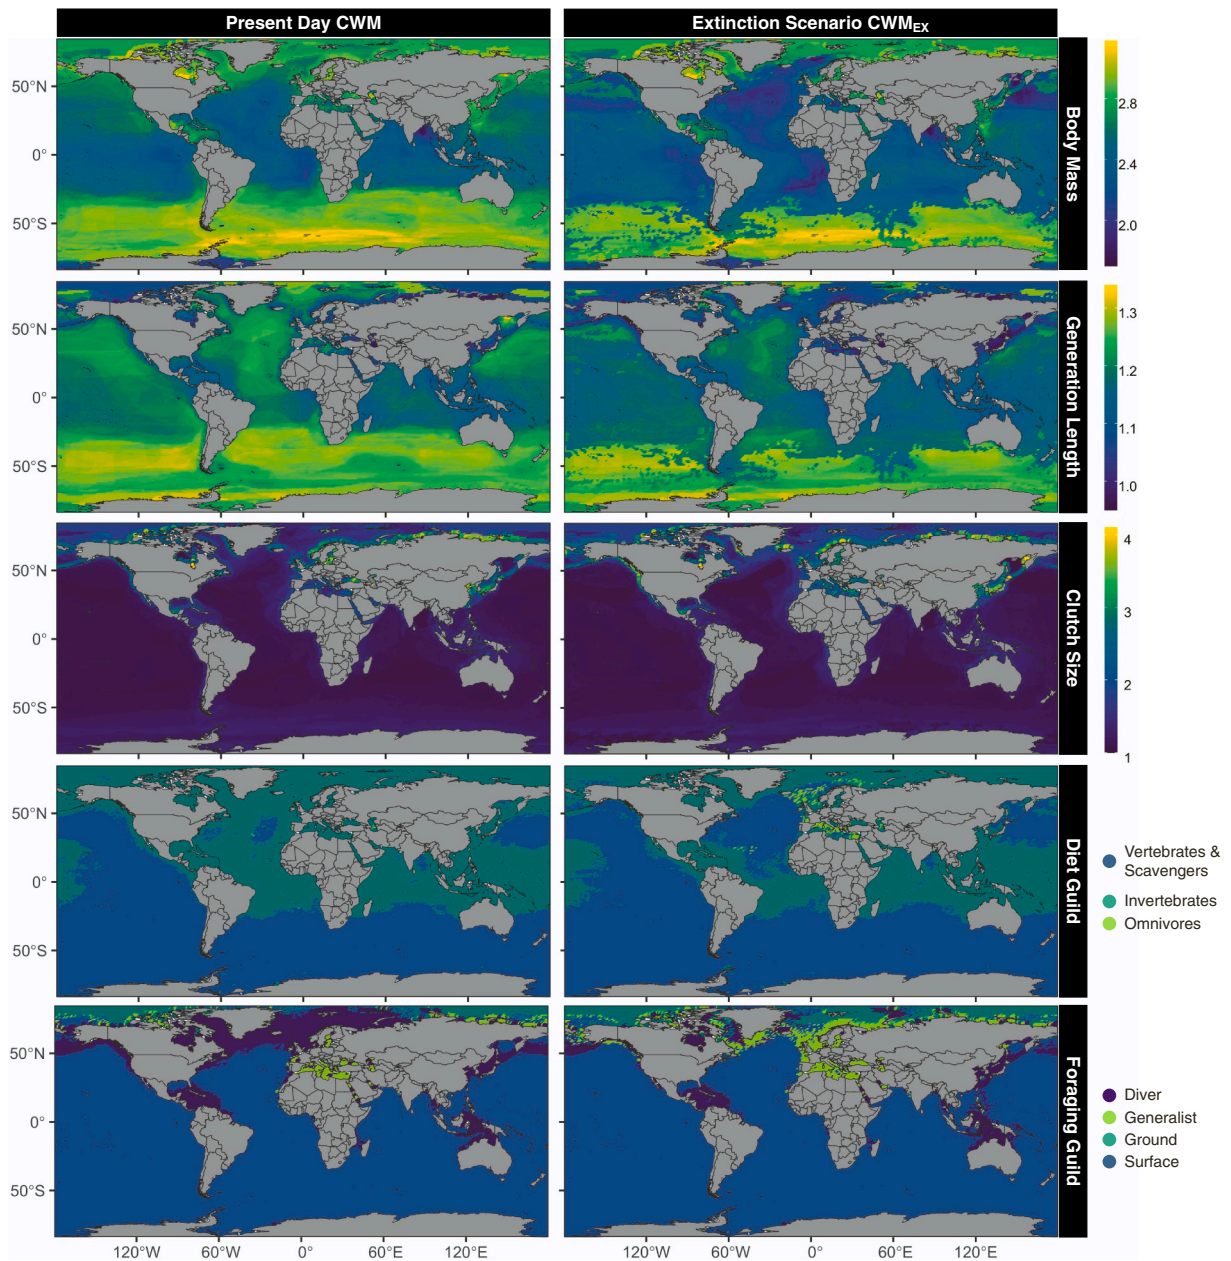 Present Day CWM
Extinction Scenario CWMEX
50°N
0°
50°S
Body Mass
2.8
2.4
2.0
50°N
0°
50°S
Generation Length
1.3
1.2
1.1
1.0
50°N
0°
50°S
Clutch Size
4
3
2
1
50°N
0°
50°S
Diet Guild
Vertebrates &
Scavengers
Invertebrates
Omnivores
50°N
0°
50°S
Foraging Guild
Diver
Generalist
Ground
Surface
120°W 60°W 0° 60°E 120°E
120°W 60°W 0° 60°E 120°E